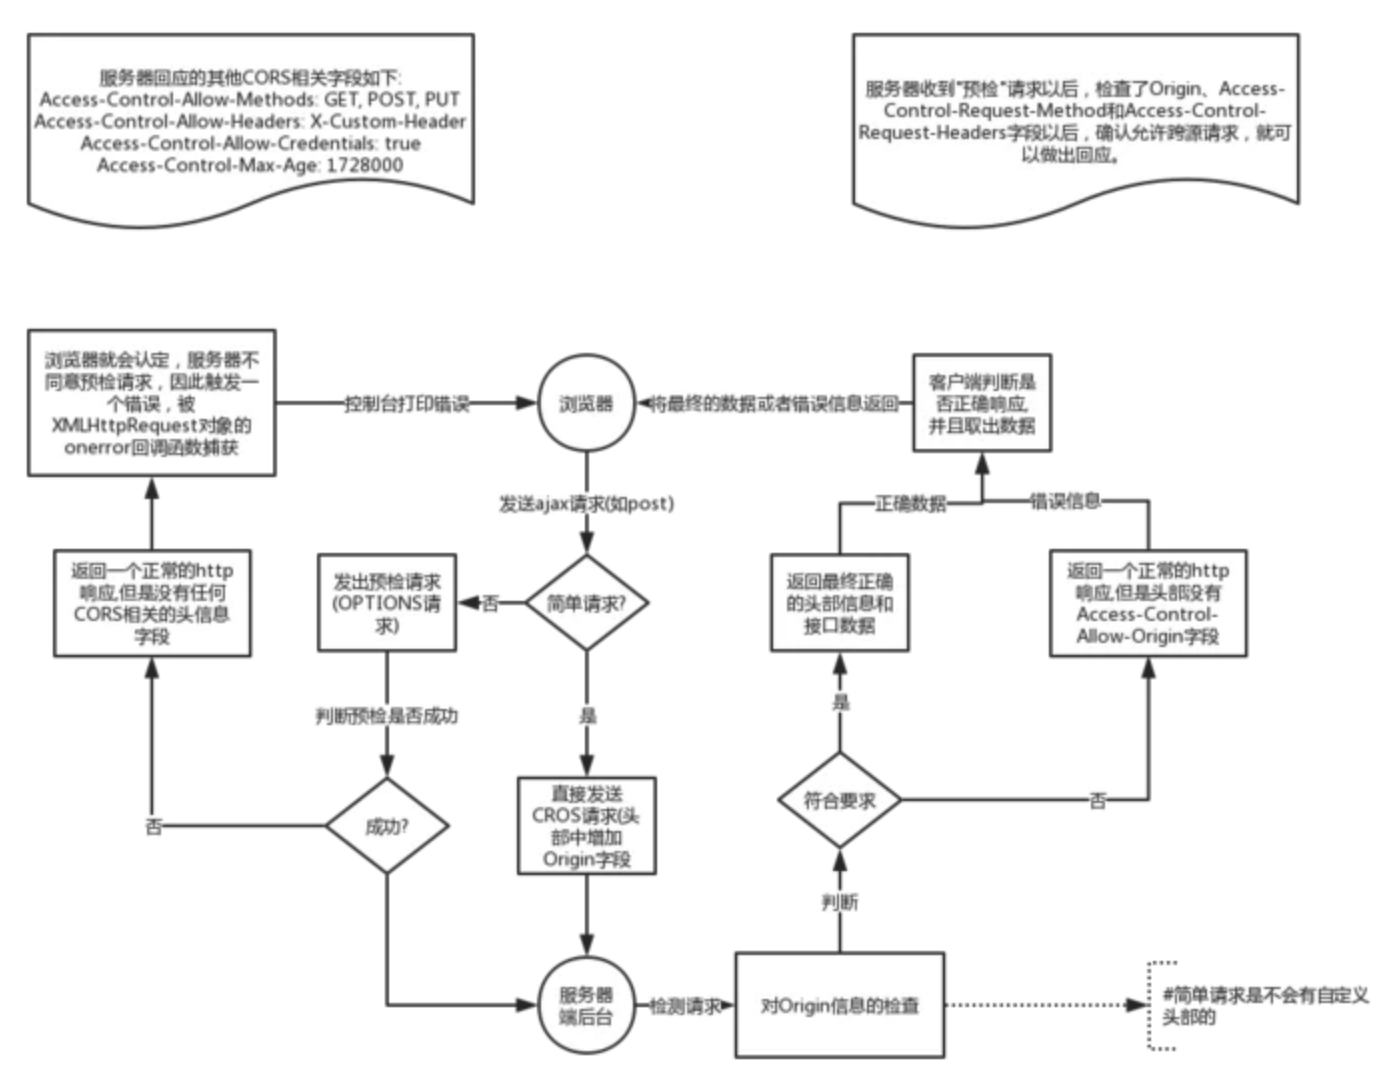 服务器回应的其他CORS相关字段如下:
Access-Control-Allow-Methods: GET, POST, PUT
Access-Control-Allow-Headers: X-Custom-Header
Access-Control-Allow-Credentials: true
Access-Control-Max-Age: 1728000
服务器收到"预检"请求以后，检查了Origin、Access-
Control-Request-Method和Access-Control-
Request-Headers字段以后，确认允许跨源请求，就可
以做出回应。
浏览器就会认定，服务器不
同意预检请求，因此触发一
个错误，被
XMLHttpRequest对象的
onerror回调函数捕获
控制台打印错误
浏览器
将最终的数据或者错误信息返回
客户端判断是
否正确响应,
并且取出数据
发送ajax请求(如post)
正确数据
错误信息
返回一个正常的http
响应,但是没有任何
CORS相关的头信息
字段
发出预检请求
(OPTIONS请
求)
否
简单请求?
返回最终正确
的头部信息和
接口数据
返回一个正常的http
响应,但是头部没有
Access-Control-
Allow-Origin字段
判断预检是否成功
是
是
否
成功?
直接发送
CROS请求(头
部中增加
Origin字段
符合要求
否
判断
服务器
端后台
检测请求
对Origin信息的检查
#简单请求是不会有自定义
头部的